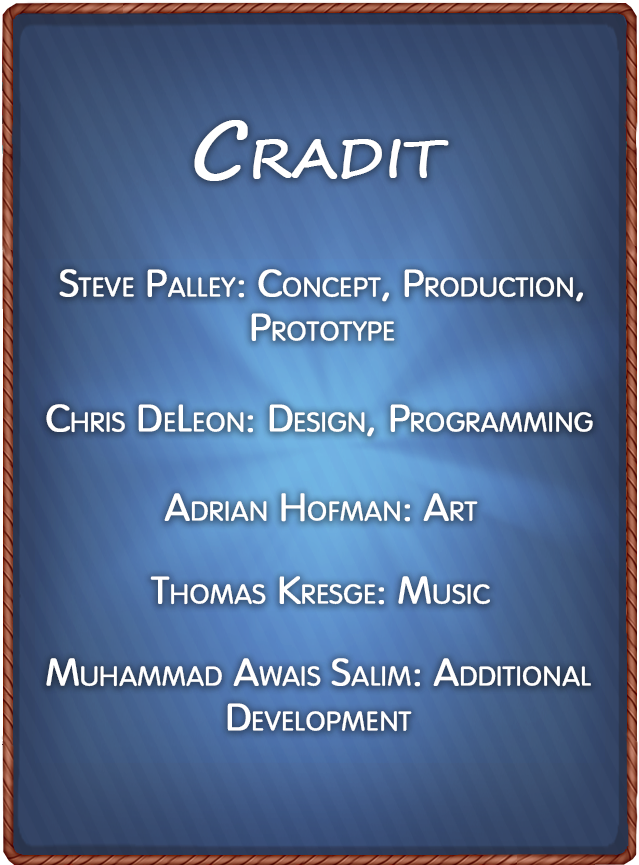 Cradit
Steve Palley: Concept, Production,
Prototype
Chris DeLeon: Design, Programming
Adrian Hofman: Art
Thomas Kresge: Music
Muhammad Awais Salim: Additional
Development